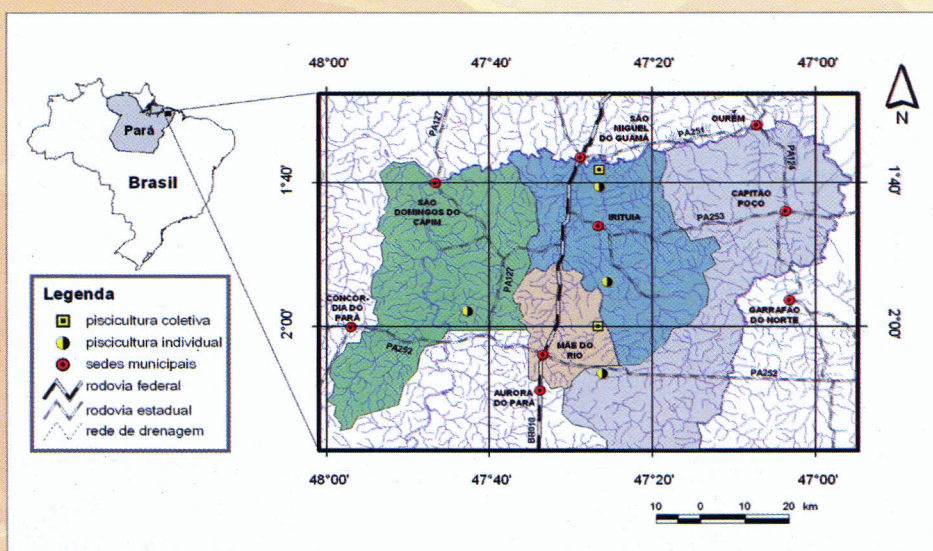 48°00'
47°40'
47°20'
47°00'
N
Pará
Brasil
PA127
SÃO
MIGUEL
DO GUAMÁ
OURÉM
PA251
PA124
1°40'
1°40'
SÃO
DOMINGOS DO
CAPIM
IRITUIA
CAPITÃO
POÇO
PA253
PA127
CONCÓR-
DIA DO
PARÁ
GARRAFÃO
DO NORTE
2°00'
2°00'
PA252
MÃE DO
RIO
PA252
AURORA
DO PARÁ
BR010
Legenda
piscicultura coletiva
piscicultura individual
sedes municipais
rodovia federal
rodovia estadual
rede de drenagem
48°00'
47°40'
47°20'
47°00'
10 0 10 20 km